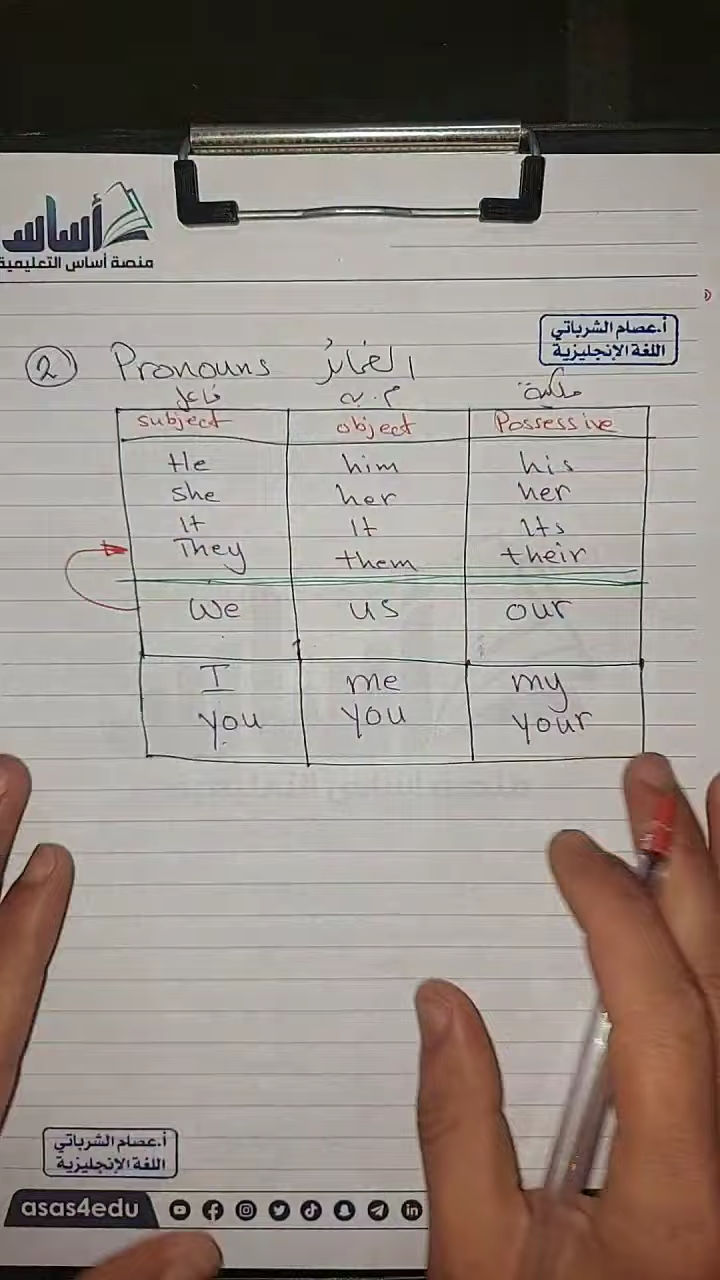 أساس
منصة أساس التعليمية
أ.عصام الشرباتي
اللغة الإنجليزية
2 Pronouns الضمائر
فاعل م.به ملكية
subject object Possessive
He him his
she her her
It It Its
They them their
We us our
I me my
you you your
أ.عصام الشرباتي
اللغة الإنجليزية
asas4edu